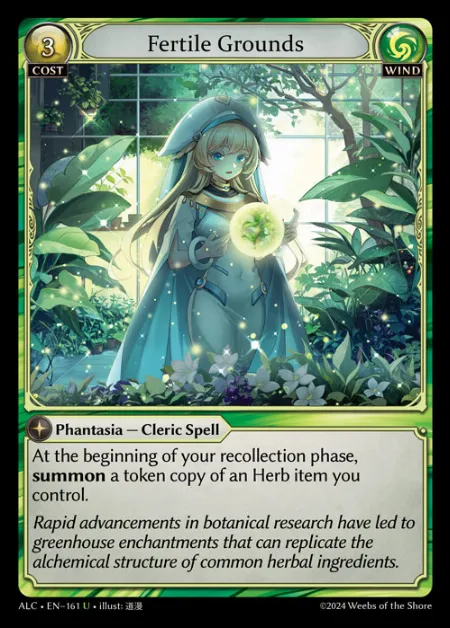 3
Fertile Grounds
COST
WIND
Phantasia — Cleric Spell
At the beginning of your recollection phase,
summon a token copy of an Herb item you
control.
Rapid advancements in botanical research have led to
greenhouse enchantments that can replicate the
alchemical structure of common herbal ingredients.
ALC • EN–161 U • illust: 道漫
©2024 Weebs of the Shore